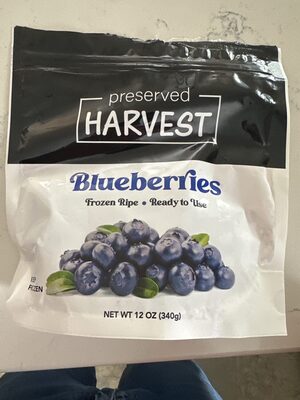 preserved
HARVEST
Blueberries
Frozen Ripe • Ready to Use
NET WT 12 OZ (340g)